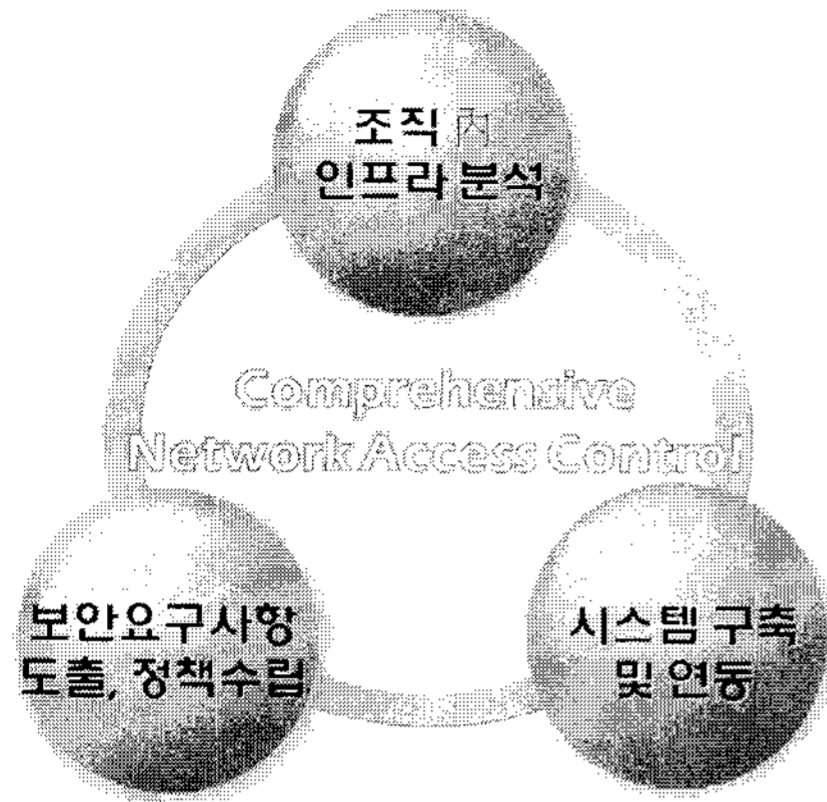 조직 內
인프라 분석
Comprehensive
Network Access Control
보안요구사항
도출, 정책수립
시스템 구축
및 연동